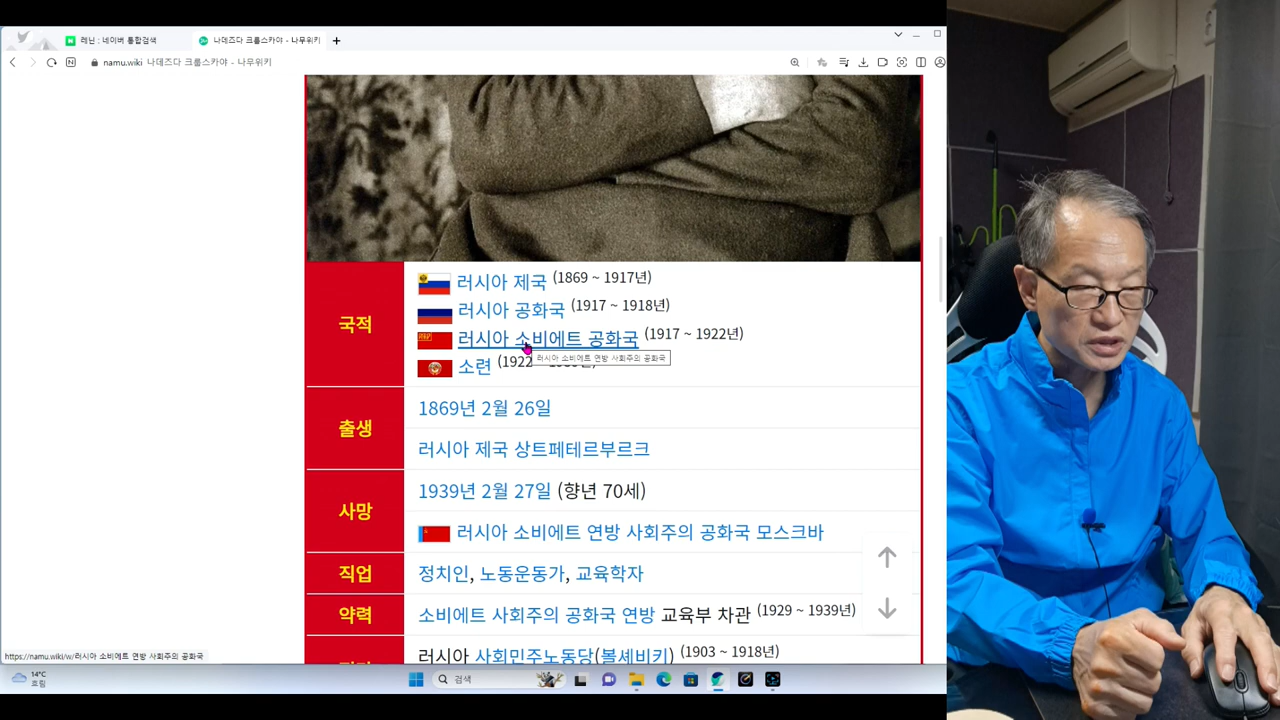 레닌 : 네이버 통합검색
나데즈다 크룹스카야 - 나무위키
namu.wiki 나데즈다 크룹스카야 - 나무위키
국적
러시아 제국 (1869 ~ 1917년)
러시아 공화국 (1917 ~ 1918년)
러시아 소비에트 공화국 (1917 ~ 1922년)
러시아 소비에트 연방 사회주의 공화국
소련 (1922
출생
1869년 2월 26일
러시아 제국 상트페테르부르크
사망
1939년 2월 27일 (향년 70세)
러시아 소비에트 연방 사회주의 공화국 모스크바
직업
정치인, 노동운동가, 교육학자
약력
소비에트 사회주의 공화국 연방 교육부 차관 (1929 ~ 1939년)
러시아 사회민주노동당(볼셰비키) (1903 ~ 1918년)
https://namu.wiki/w/러시아 소비에트 연방 사회주의 공화국
14°C
흐림
검색